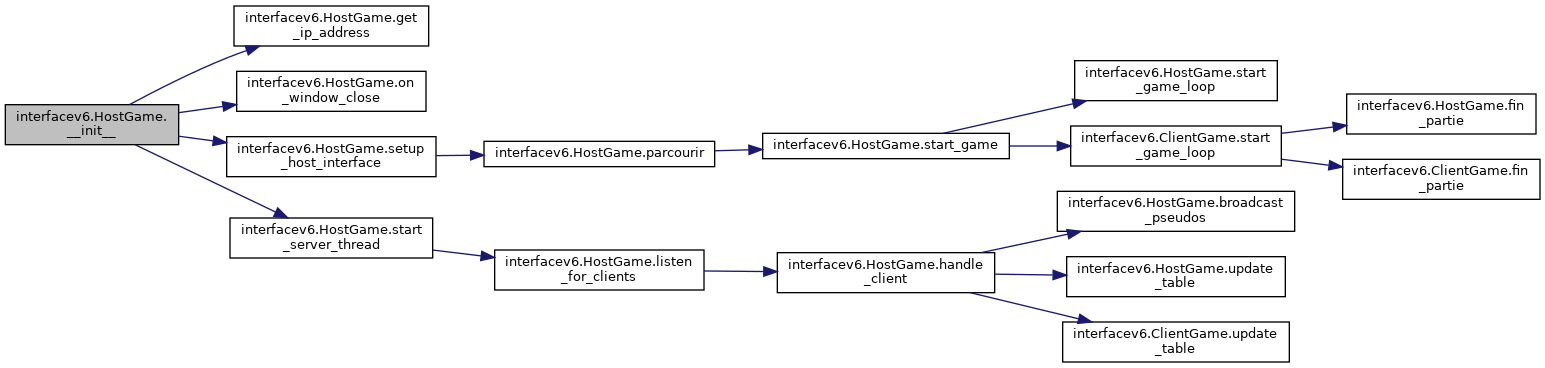 interfacev6.HostGame.
__init__
interfacev6.HostGame.get
_ip_address
interfacev6.HostGame.on
_window_close
interfacev6.HostGame.setup
_host_interface
interfacev6.HostGame.start
_server_thread
interfacev6.HostGame.parcourir
interfacev6.HostGame.listen
_for_clients
interfacev6.HostGame.start_game
interfacev6.HostGame.handle
_client
interfacev6.HostGame.start
_game_loop
interfacev6.ClientGame.start
_game_loop
interfacev6.HostGame.broadcast
_pseudos
interfacev6.HostGame.update
_table
interfacev6.ClientGame.update
_table
interfacev6.HostGame.fin
_partie
interfacev6.ClientGame.fin
_partie